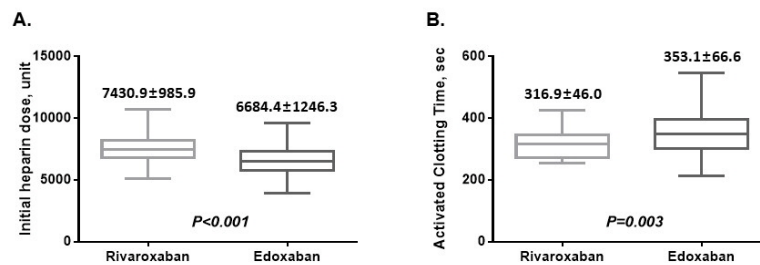 A.
Initial heparin dose, unit
15000
10000
5000
0
7430.9±985.9
6684.4±1246.3
P<0.001
Rivaroxaban
Edoxaban
B.
Activated Clotting Time, sec
600
400
200
0
316.9±46.0
353.1±66.6
P=0.003
Rivaroxaban
Edoxaban